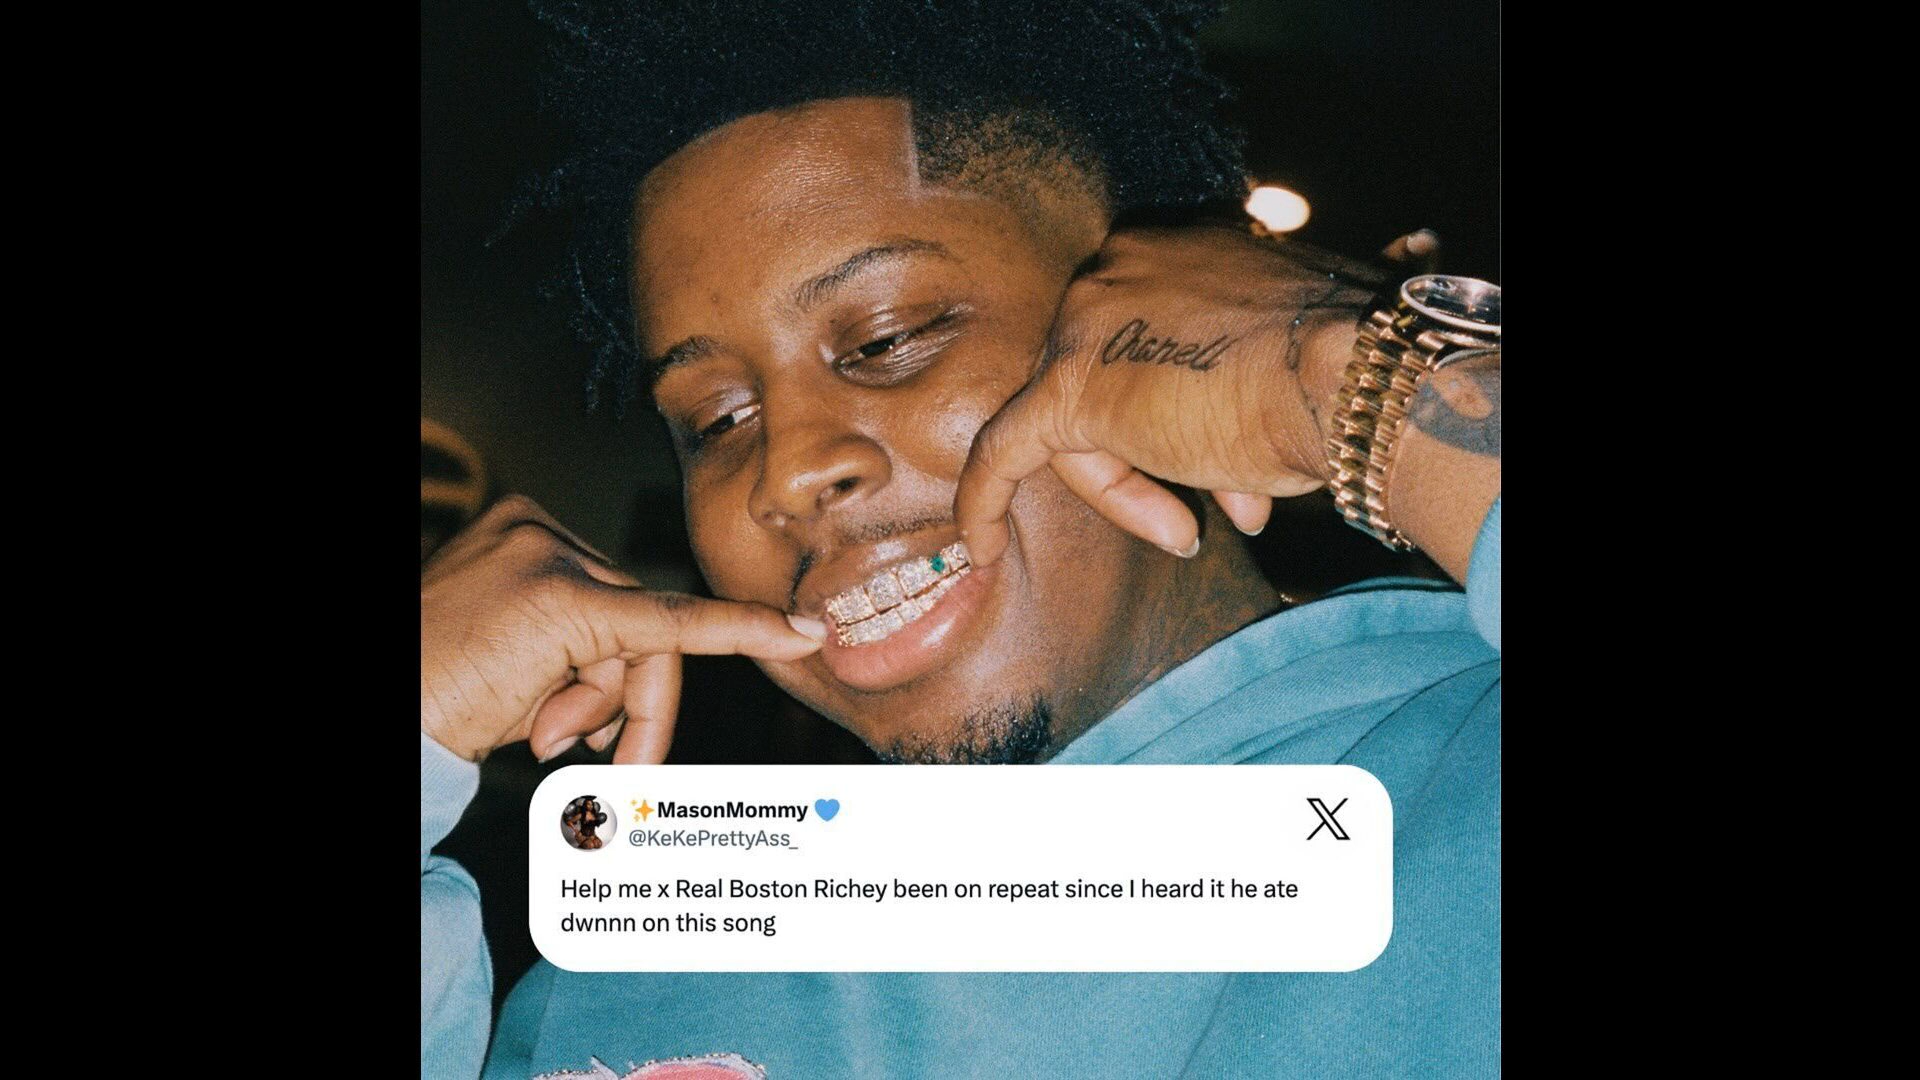 Chanell
✨MasonMommy 💙
@KeKePrettyAss_
Help me x Real Boston Richey been on repeat since I heard it he ate
dwnnn on this song